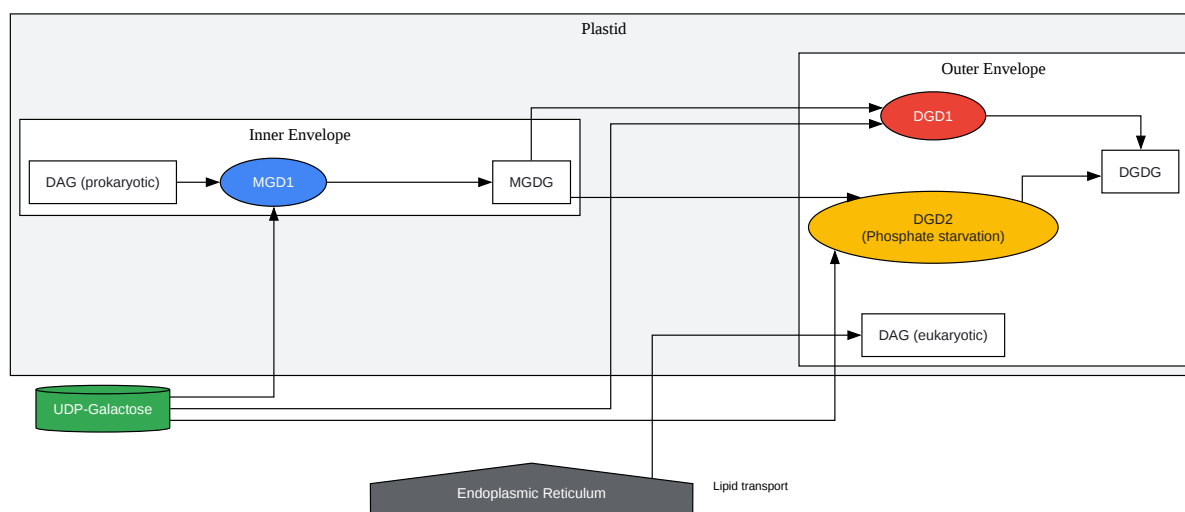 Plastid
Outer Envelope
DGD1
Inner Envelope
DAG (prokaryotic)
MGD1
MGDG
DGDG
DGD2
(Phosphate starvation)
DAG (eukaryotic)
UDP-Galactose
Lipid transport
Endoplasmic Reticulum